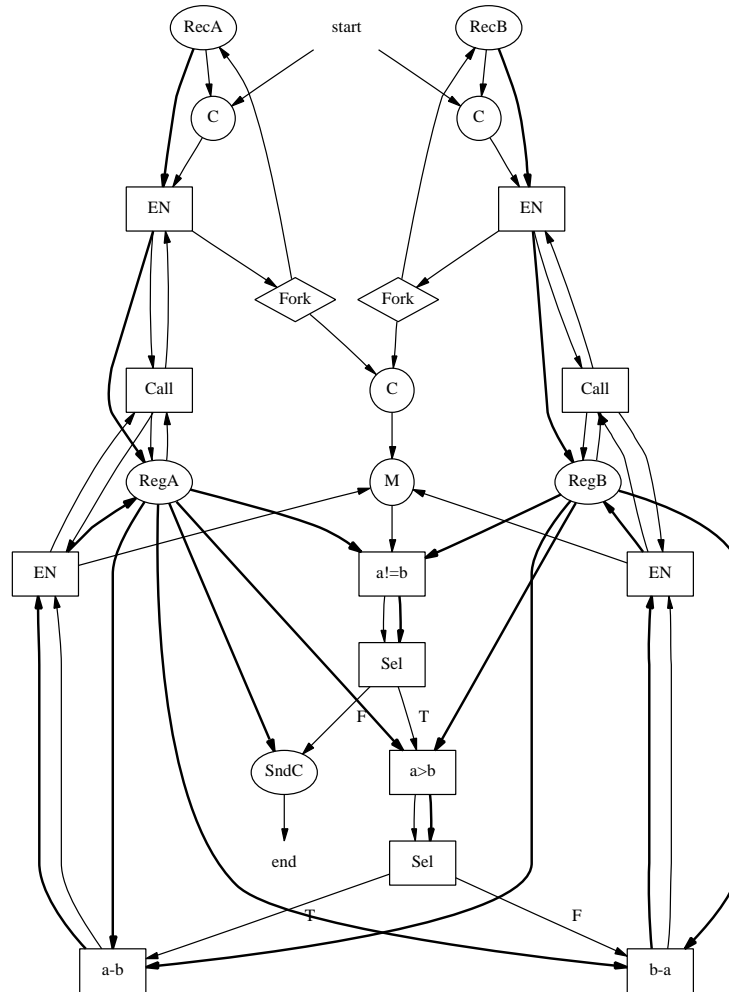 RecA
start
RecB
C
C
EN
EN
Fork
Fork
Call
C
Call
RegA
M
RegB
EN
a!=b
EN
Sel
F
T
SndC
a>b
end
Sel
T
F
a-b
b-a